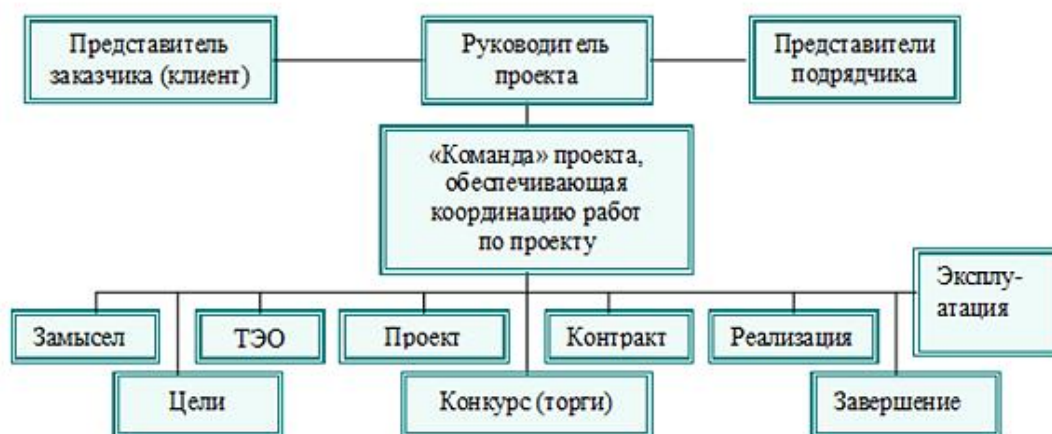 Представитель
заказчика (клиент)
Руководитель
проекта
Представители
подрядчика
«Команда» проекта,
обеспечивающая
координацию работ
по проекту
Эксплу-
атация
Замысел
ТЭО
Проект
Контракт
Реализация
Цели
Конкурс (торги)
Завершение